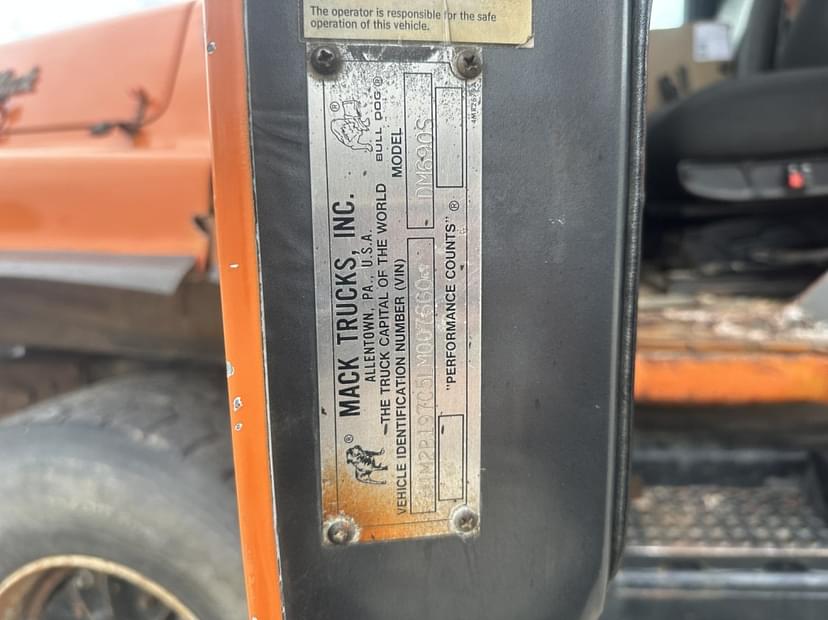 The operator is responsible for the safe
operation of this vehicle.
MACK TRUCKS, INC.
ALLENTOWN, PA., U.S.A.
THE TRUCK CAPITAL OF THE WORLD
BULL DOG ®
VEHICLE IDENTIFICATION NUMBER (VIN)
MODEL
DM690S
"PERFORMANCE COUNTS" ®